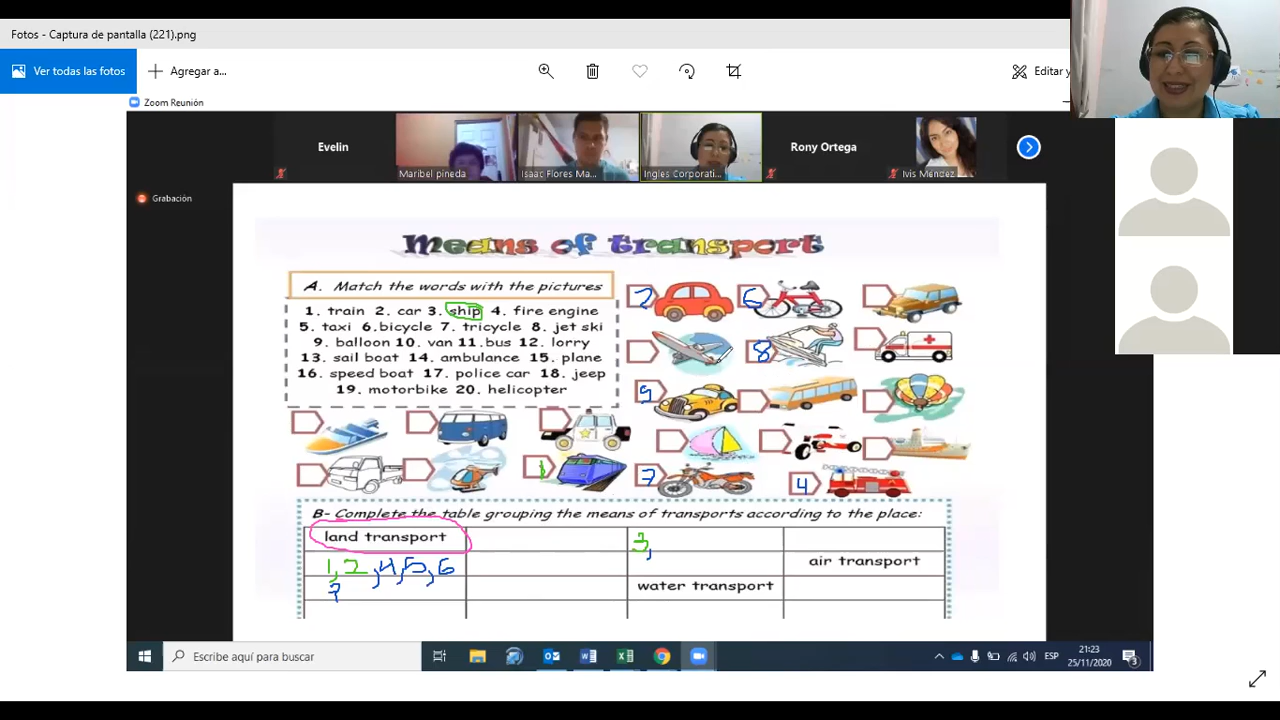 Fotos - Captura de pantalla (221).png
Ver todas las fotos
Agregar a...
Editar y
Zoom Reunión
Evelin
Maribel pineda
Isaac Flores Ma...
Ingles Corporati...
Rony Ortega
Ivis Mendez
Grabación
Means of transport
A. Match the words with the pictures
1. train 2. car 3. ship 4. fire engine
5. taxi 6.bicycle 7. tricycle 8. jet ski
9. balloon 10. van 11.bus 12. lorry
13. sail boat 14. ambulance 15. plane
16. speed boat 17. police car 18. jeep
19. motorbike 20. helicopter
2 6
8
5
1 7 4
B- Complete the table grouping the means of transports according to the place:
land transport
3,
1, 2, 4, 5, 6
air transport
7
water transport
Escribe aquí para buscar
ESP
21:23
25/11/2020
3